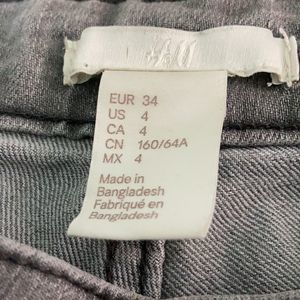 H&M
EUR 34
US 4
CA 4
CN 160/64A
MX 4
Made in
Bangladesh
Fabriqué en
Bangladesh